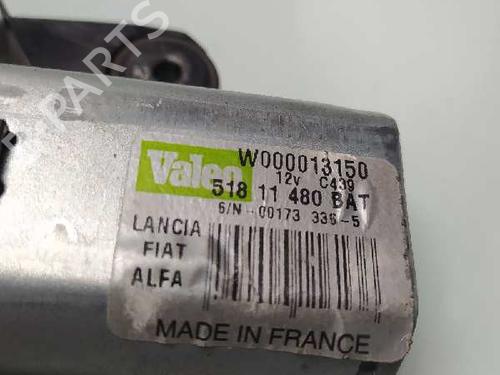 B-PARTS
Valeo
W000013150
12V C439
518 11 480 BAT
S/N-00173 336-5
LANCIA
FIAT
ALFA
MADE IN FRANCE